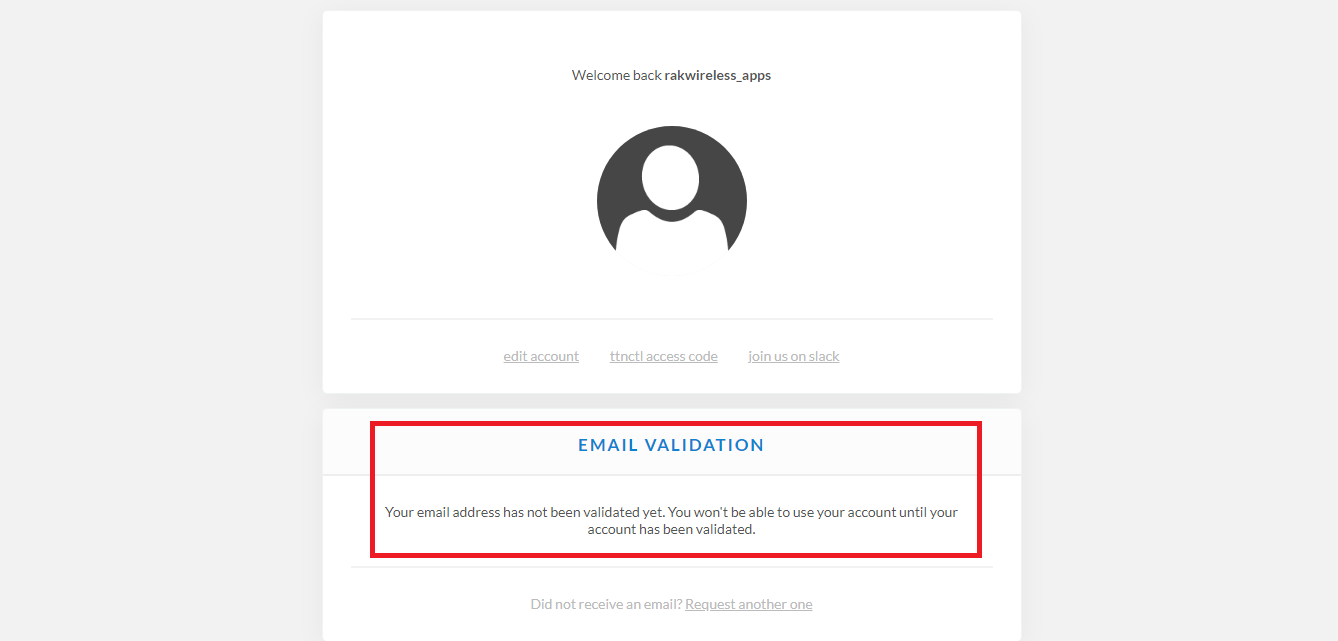 Welcome back rakwireless_apps
edit account
ttnctl access code
join us on slack
EMAIL VALIDATION
Your email address has not been validated yet. You won't be able to use your account until your
account has been validated.
Did not receive an email? Request another one